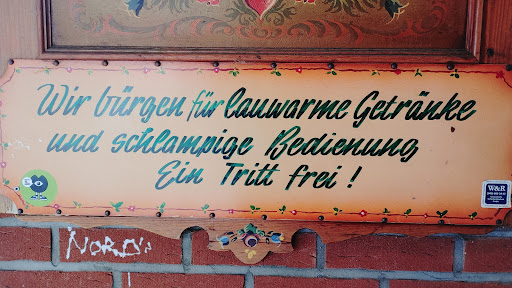 Wir bürgen für lauwarme Getränke
und schlampige Bedienung
Ein Tritt frei!
W&R